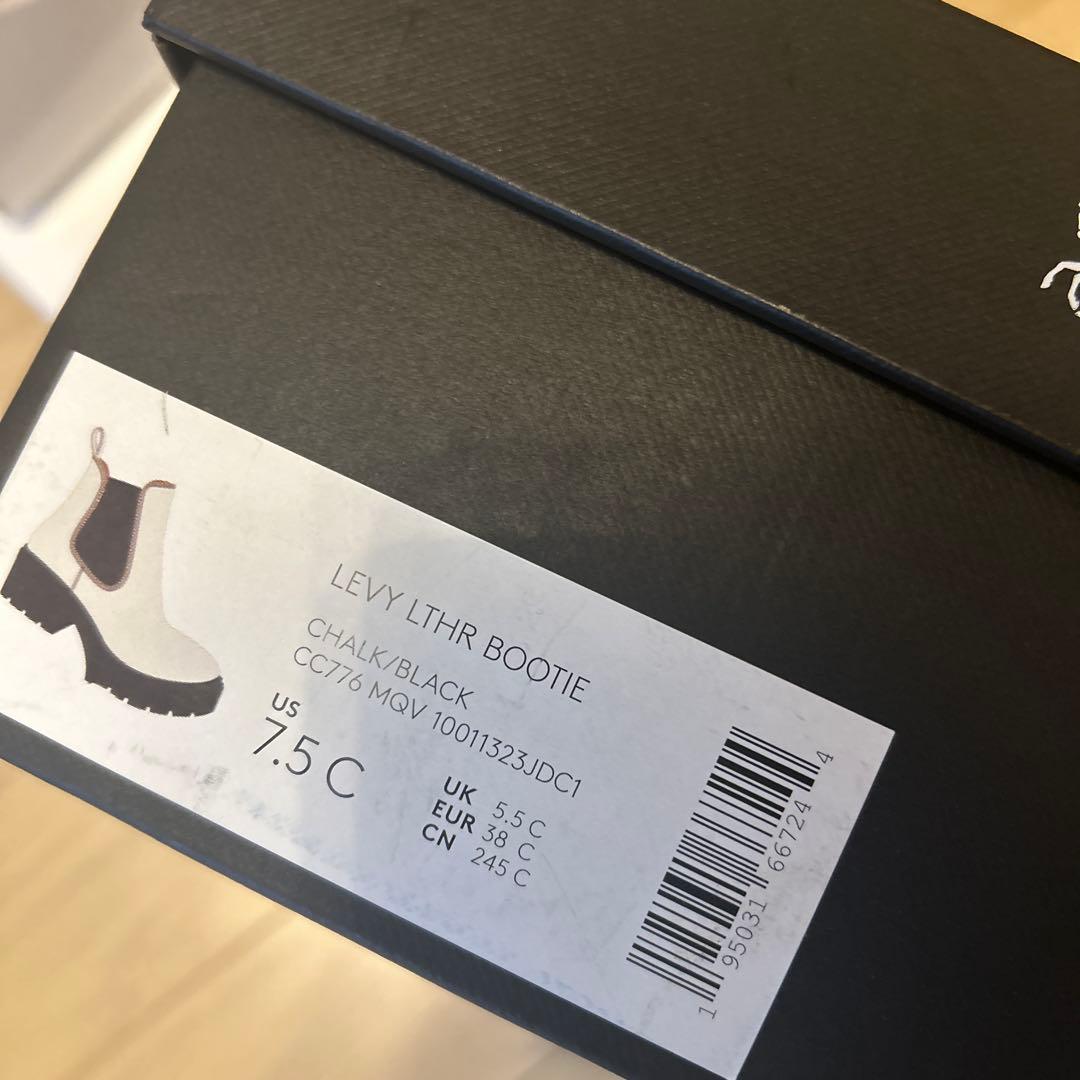 LEVY LTHR BOOTIE
CHALK/BLACK
CC776 MQV 10011323JDC1
US
7.5 C
UK 5.5 C
EUR 38 C
CN 245 C
1 95031 66724 4